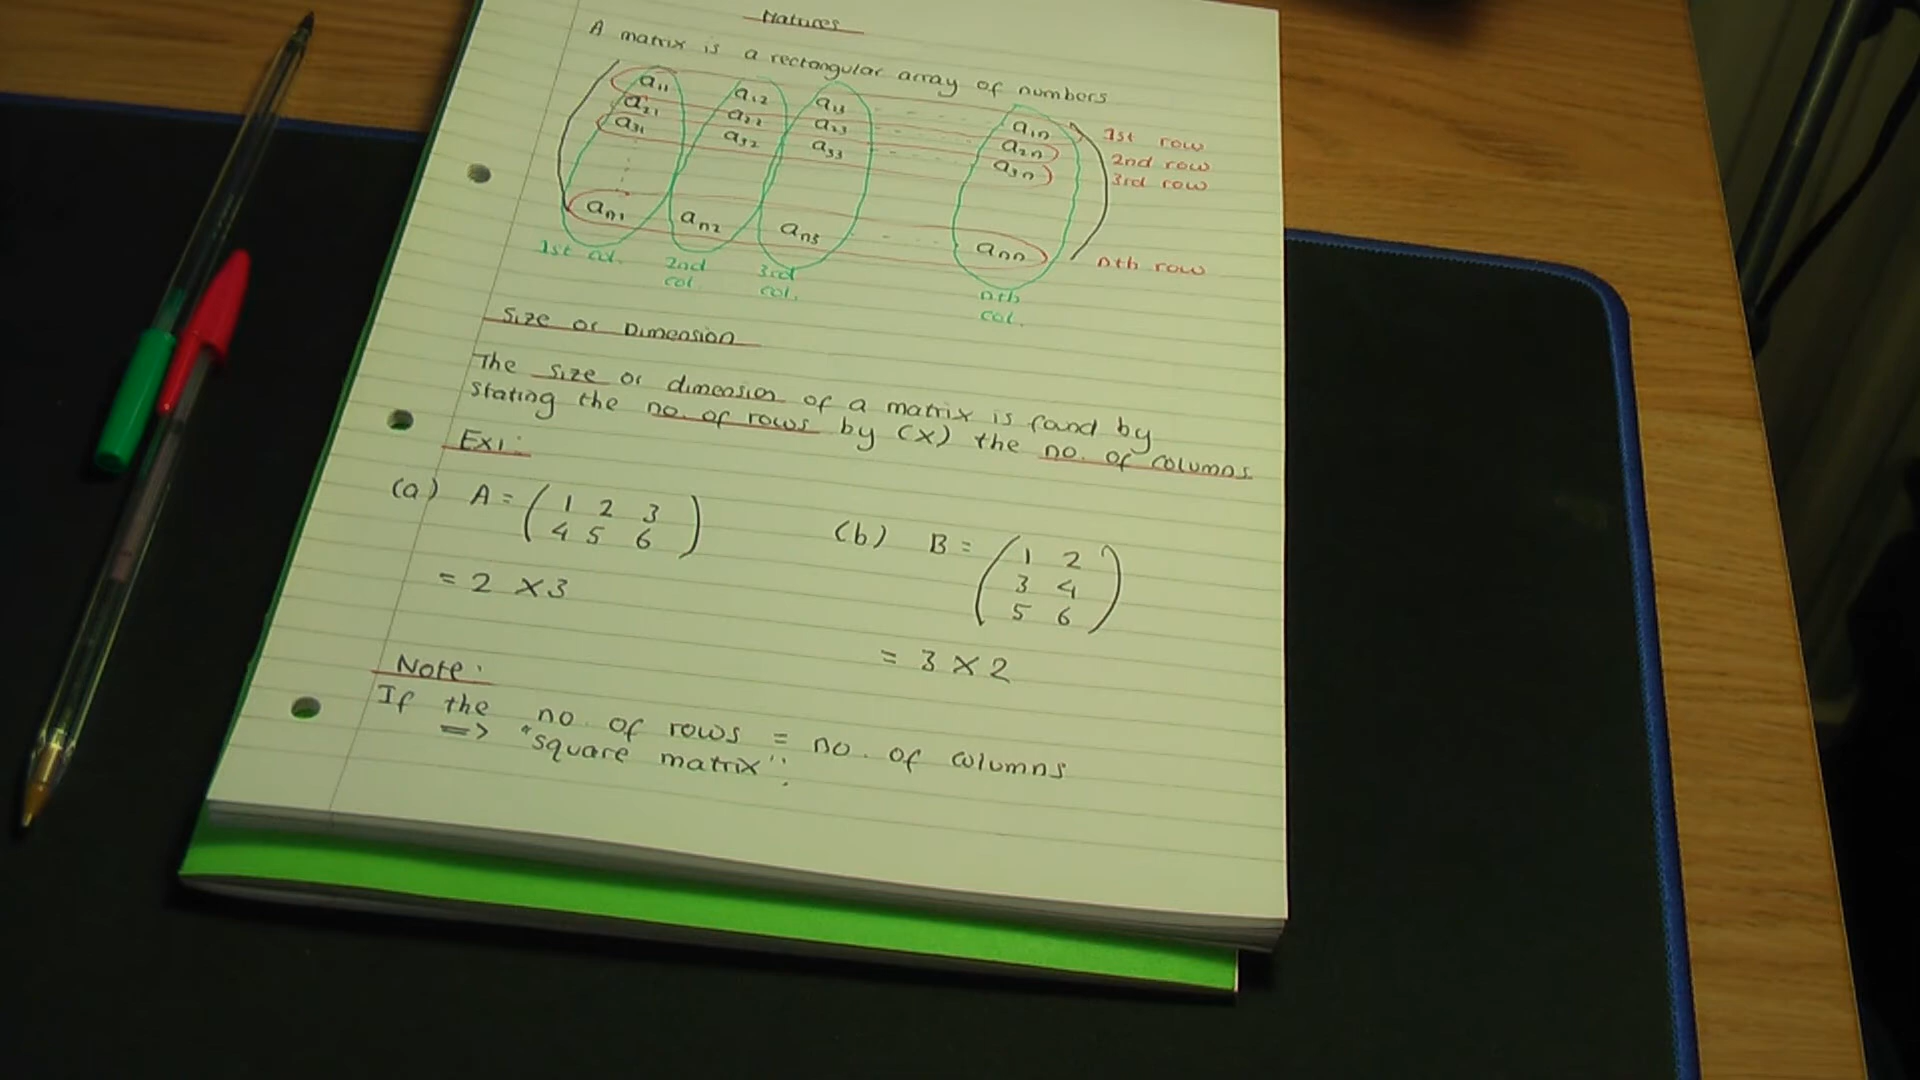 Matrices
A matrix is a rectangular array of numbers
a11 a12 a13 - - - - a1n 1st row
a21 a22 a23 - - - - a2n 2nd row
a31 a32 a33 - - - - a3n 3rd row
an1 an2 an3 - - - - ann nth row
1st col. 2nd col. 3rd col. nth col.
Size or Dimension
The size or dimension of a matrix is found by
stating the no. of rows by (x) the no. of columns
Ex1:
(a) A = ( 1 2 3
4 5 6 )
= 2 x 3
(b) B = ( 1 2
3 4
5 6 )
= 3 x 2
Note:
If the no. of rows = no. of columns
=> "square matrix".